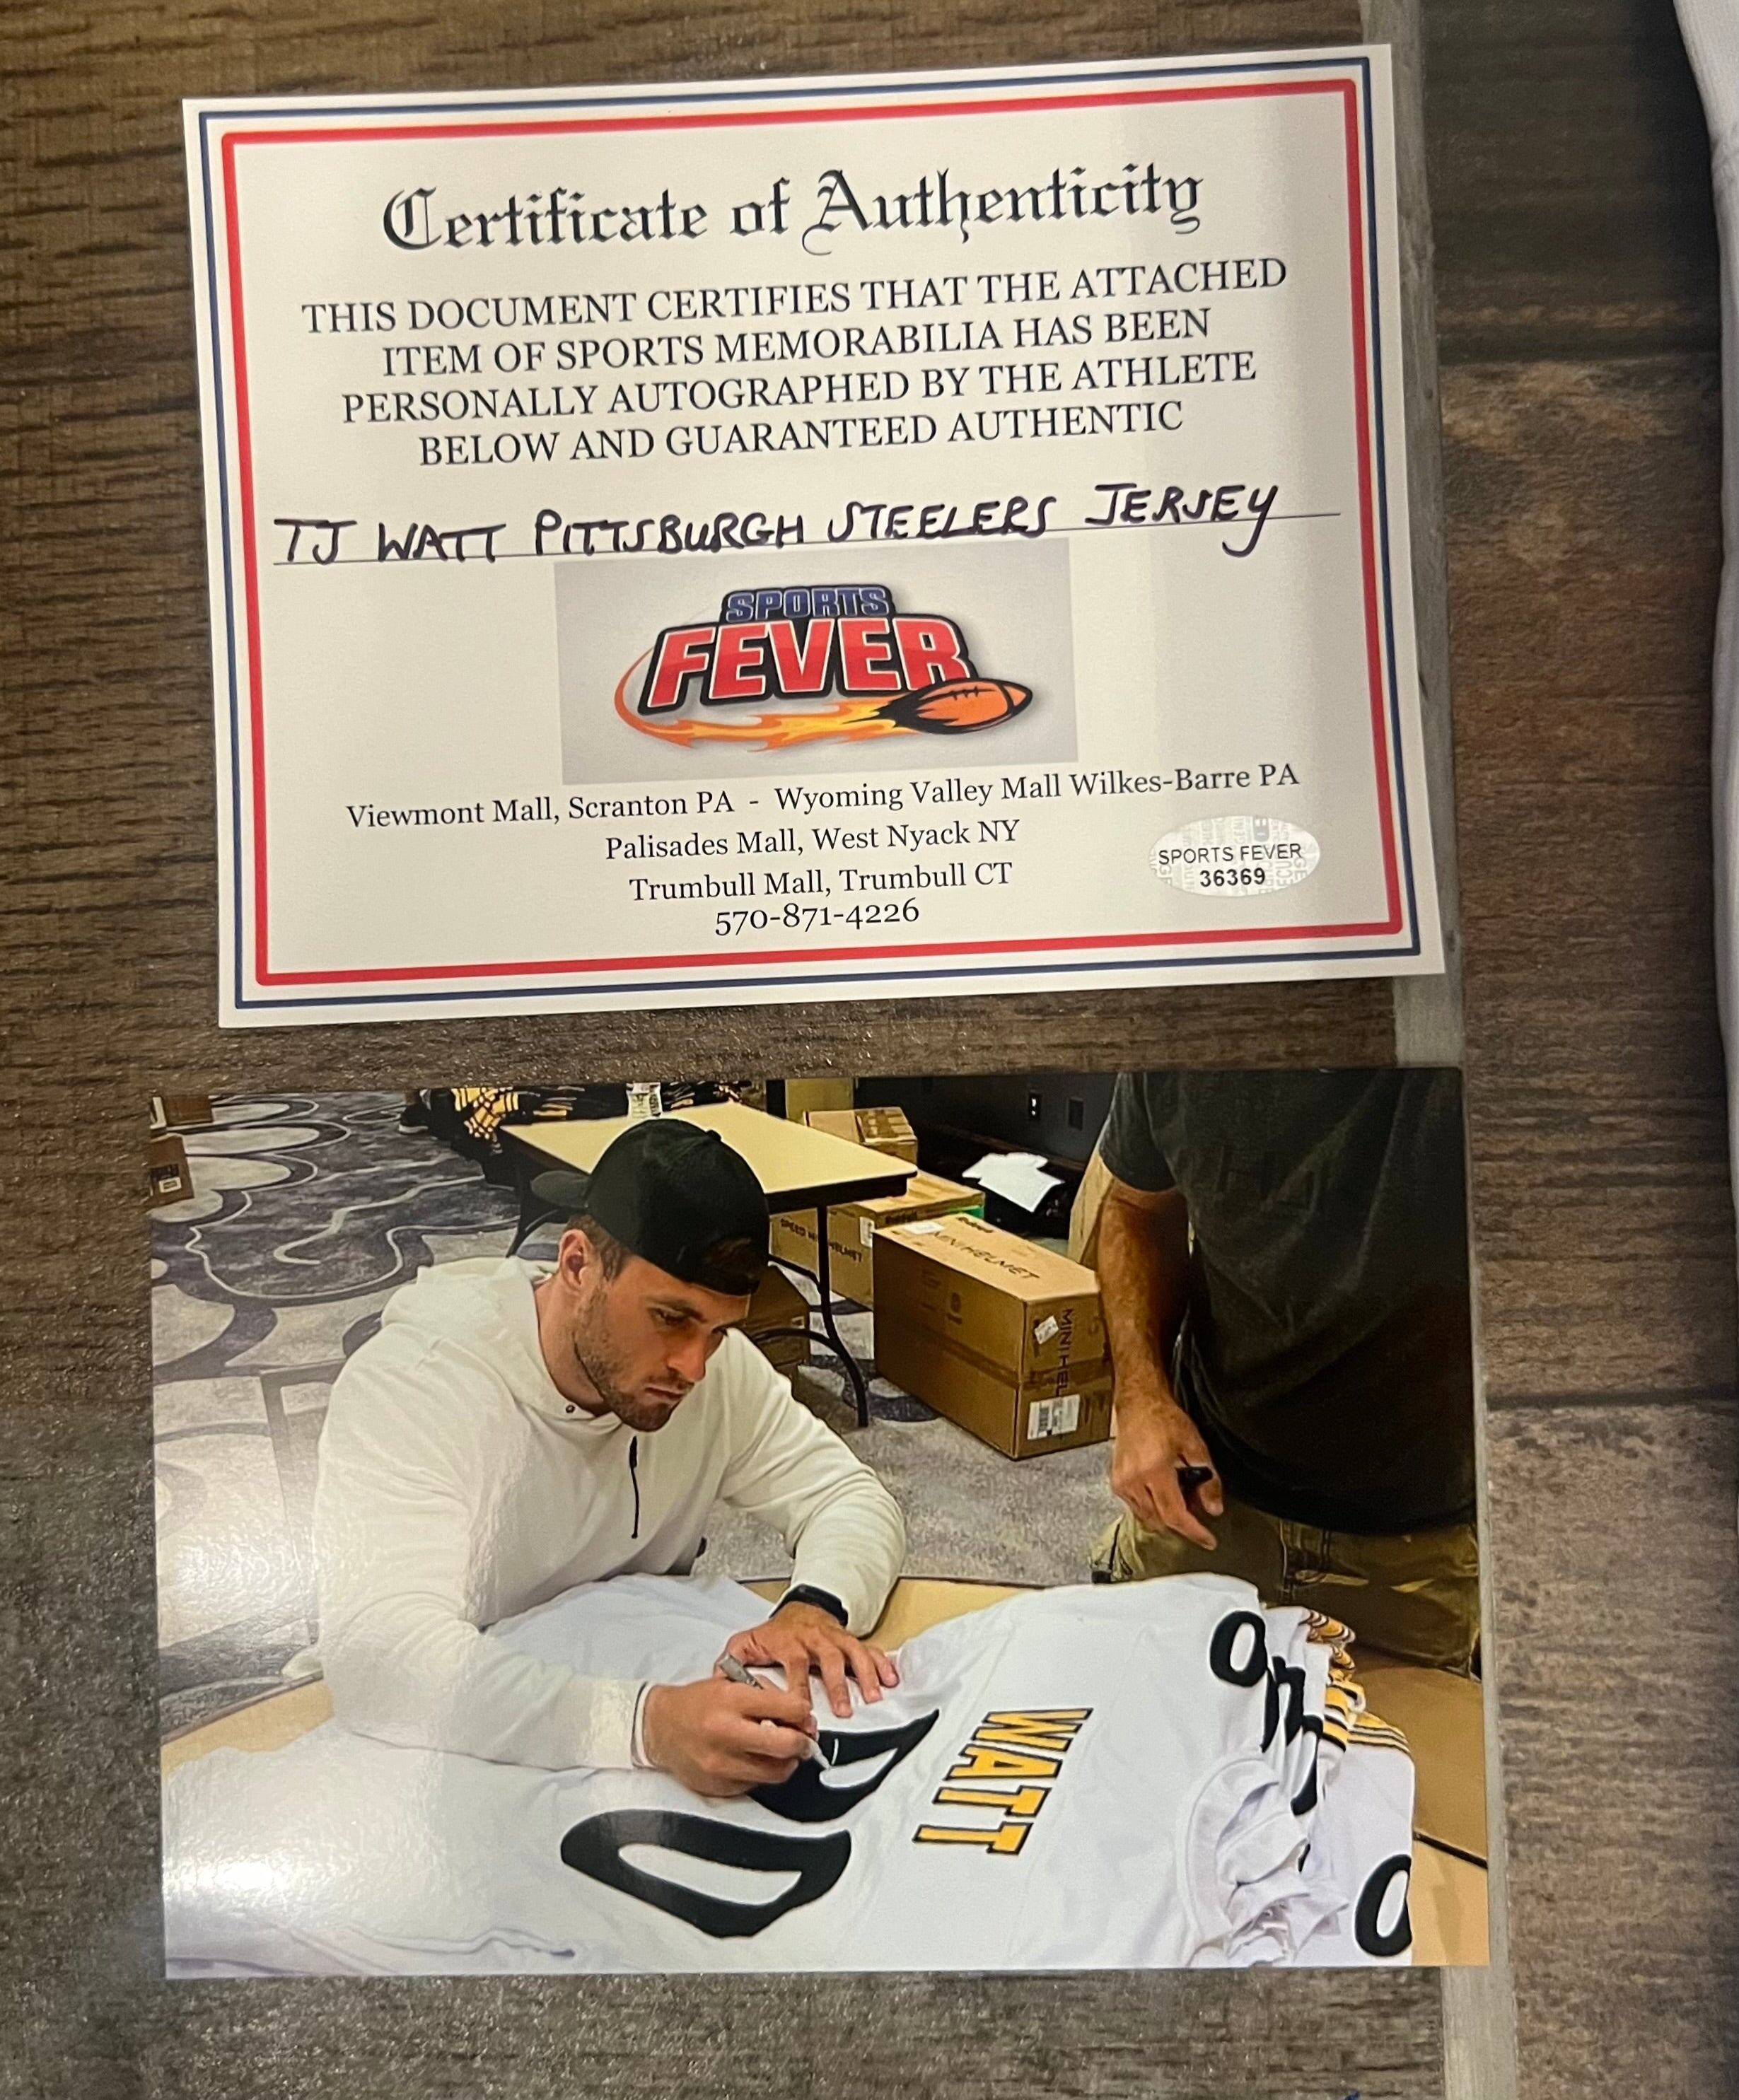 Certificate of Authenticity
THIS DOCUMENT CERTIFIES THAT THE ATTACHED
ITEM OF SPORTS MEMORABILIA HAS BEEN
PERSONALLY AUTOGRAPHED BY THE ATHLETE
BELOW AND GUARANTEED AUTHENTIC
TJ WATT PITTSBURGH STEELERS JERSEY
SPORTS
FEVER
Viewmont Mall, Scranton PA - Wyoming Valley Mall Wilkes-Barre PA
Palisades Mall, West Nyack NY
Trumbull Mall, Trumbull CT
570-871-4226
SPORTS FEVER
36369
MINI HELMET
WATT